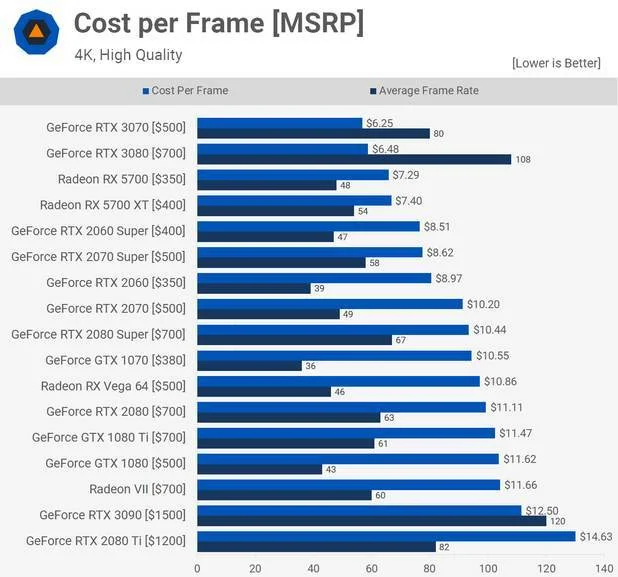 Cost per Frame [MSRP]
4K, High Quality
[Lower is Better]
Cost Per Frame Average Frame Rate
GeForce RTX 3070 [$500] $6.25 80
GeForce RTX 3080 [$700] $6.48 108
Radeon RX 5700 [$350] $7.29 48
Radeon RX 5700 XT [$400] $7.40 54
GeForce RTX 2060 Super [$400] $8.51 47
GeForce RTX 2070 Super [$500] $8.62 58
GeForce RTX 2060 [$350] $8.97 39
GeForce RTX 2070 [$500] $10.20 49
GeForce RTX 2080 Super [$700] $10.44 67
GeForce GTX 1070 [$380] $10.55 36
Radeon RX Vega 64 [$500] $10.86 46
GeForce RTX 2080 [$700] $11.11 63
GeForce GTX 1080 Ti [$700] $11.47 61
GeForce GTX 1080 [$500] $11.62 43
Radeon VII [$700] $11.66 60
GeForce RTX 3090 [$1500] $12.50 120
GeForce RTX 2080 Ti [$1200] $14.63 82
0 20 40 60 80 100 120 140